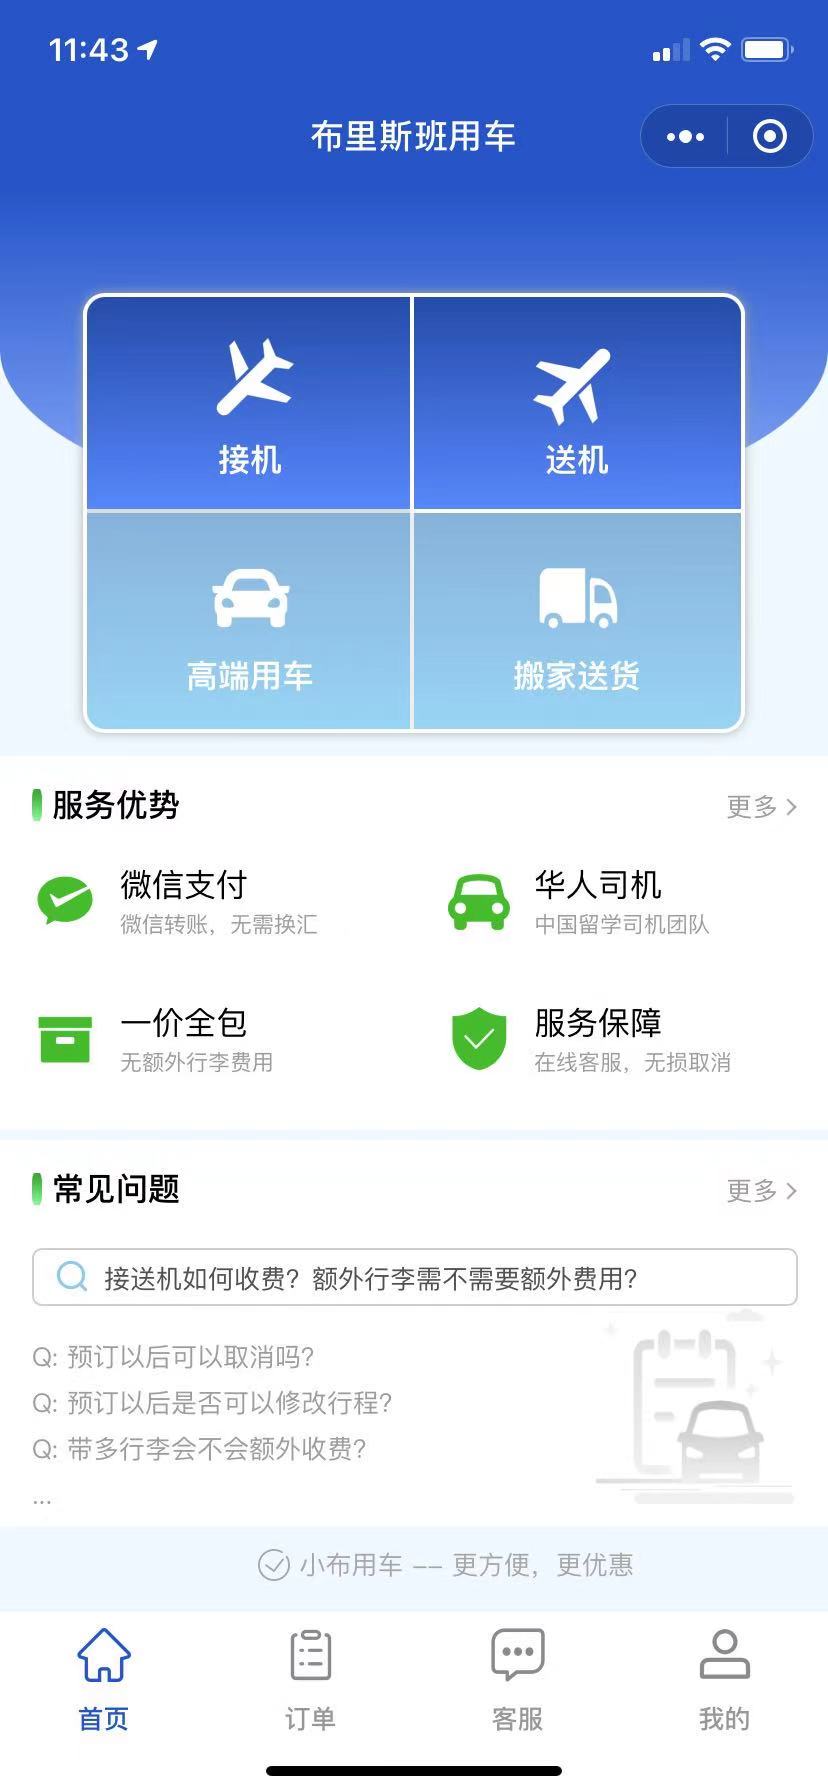 11:43
布里斯班用车
接机
送机
高端用车
搬家送货
服务优势
更多
微信支付
微信转账，无需换汇
华人司机
中国留学司机团队
一价全包
无额外行李费用
服务保障
在线客服，无损取消
常见问题
更多
接送机如何收费？额外行李需不需要额外费用？
Q: 预订以后可以取消吗？
Q: 预订以后是否可以修改行程？
Q: 带多行李会不会额外收费？
...
小布用车 -- 更方便，更优惠
首页
订单
客服
我的